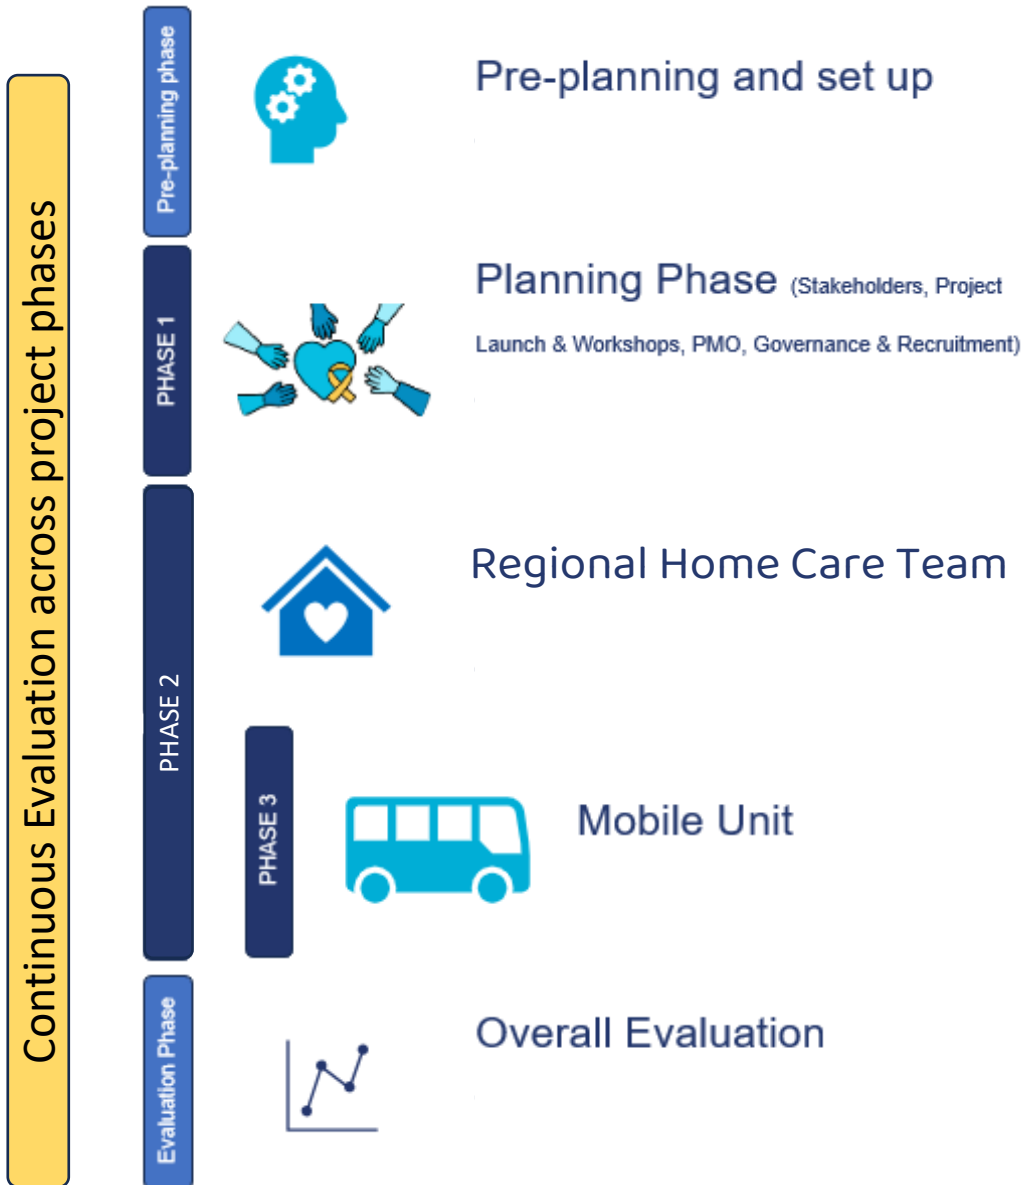 Continuous Evaluation across project phases
Pre-planning phase
Pre-planning and set up
PHASE 1
Planning Phase (Stakeholders, Project
Launch & Workshops, PMO, Governance & Recruitment)
PHASE 2
Regional Home Care Team
PHASE 3
Mobile Unit
Evaluation Phase
Overall Evaluation